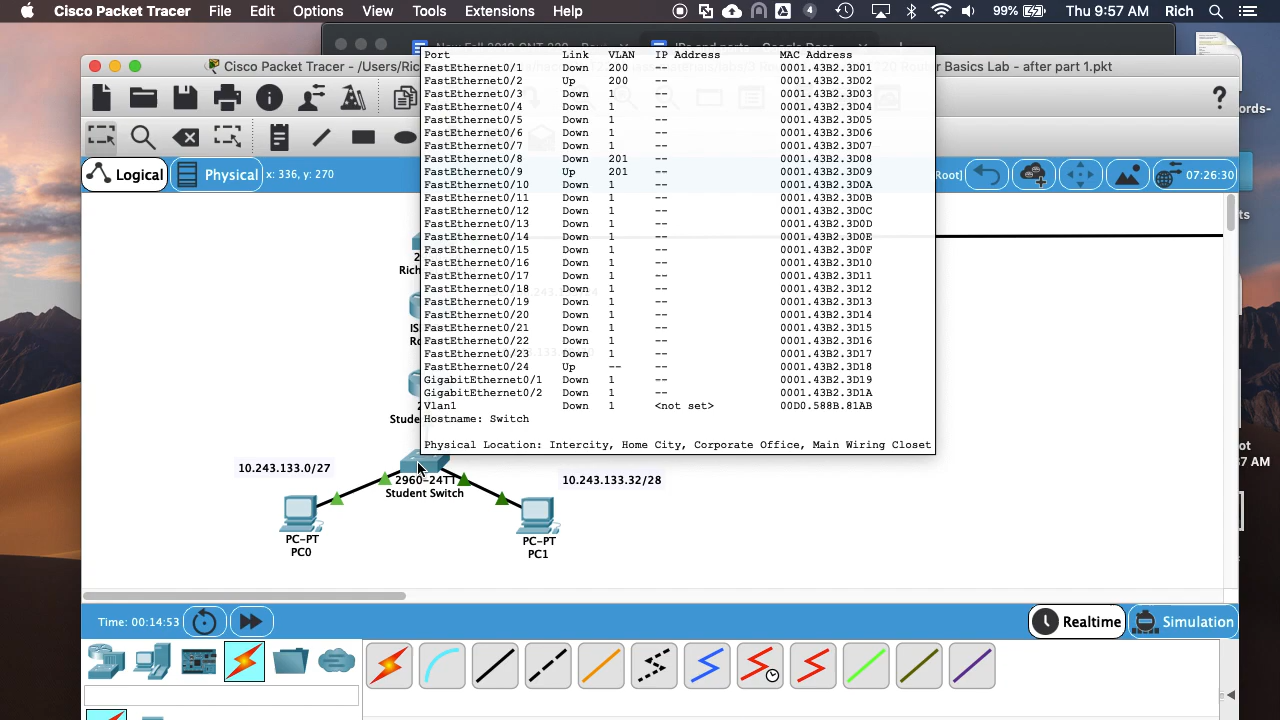 Cisco Packet Tracer File Edit Options View Tools Extensions Help 4 99% Thu 9:57 AM Rich
Cisco Packet Tracer - /Users/Ric
Router Basics Lab - after part 1.pkt
Logical Physical x: 336, y: 270 Root] 07:26:30
Port Link VLAN IP Address MAC Address
FastEthernet0/1 Down 200 -- 0001.43B2.3D01
FastEthernet0/2 Up 200 -- 0001.43B2.3D02
FastEthernet0/3 Down 1 -- 0001.43B2.3D03
FastEthernet0/4 Down 1 -- 0001.43B2.3D04
FastEthernet0/5 Down 1 -- 0001.43B2.3D05
FastEthernet0/6 Down 1 -- 0001.43B2.3D06
FastEthernet0/7 Down 1 -- 0001.43B2.3D07
FastEthernet0/8 Down 201 -- 0001.43B2.3D08
FastEthernet0/9 Up 201 -- 0001.43B2.3D09
FastEthernet0/10 Down 1 -- 0001.43B2.3D0A
FastEthernet0/11 Down 1 -- 0001.43B2.3D0B
FastEthernet0/12 Down 1 -- 0001.43B2.3D0C
FastEthernet0/13 Down 1 -- 0001.43B2.3D0D
FastEthernet0/14 Down 1 -- 0001.43B2.3D0E
FastEthernet0/15 Down 1 -- 0001.43B2.3D0F
FastEthernet0/16 Down 1 -- 0001.43B2.3D10
FastEthernet0/17 Down 1 -- 0001.43B2.3D11
FastEthernet0/18 Down 1 -- 0001.43B2.3D12
FastEthernet0/19 Down 1 -- 0001.43B2.3D13
FastEthernet0/20 Down 1 -- 0001.43B2.3D14
FastEthernet0/21 Down 1 -- 0001.43B2.3D15
FastEthernet0/22 Down 1 -- 0001.43B2.3D16
FastEthernet0/23 Down 1 -- 0001.43B2.3D17
FastEthernet0/24 Up -- -- 0001.43B2.3D18
GigabitEthernet0/1 Down 1 -- 0001.43B2.3D19
GigabitEthernet0/2 Down 1 -- 0001.43B2.3D1A
Vlan1 Down 1 <not set> 00D0.588B.81AB
Hostname: Switch
Physical Location: Intercity, Home City, Corporate Office, Main Wiring Closet
10.243.133.0/27
10.243.133.32/28
2960-24TT
Student Switch
PC-PT
PC0
PC-PT
PC1
Time: 00:14:53 Realtime Simulation